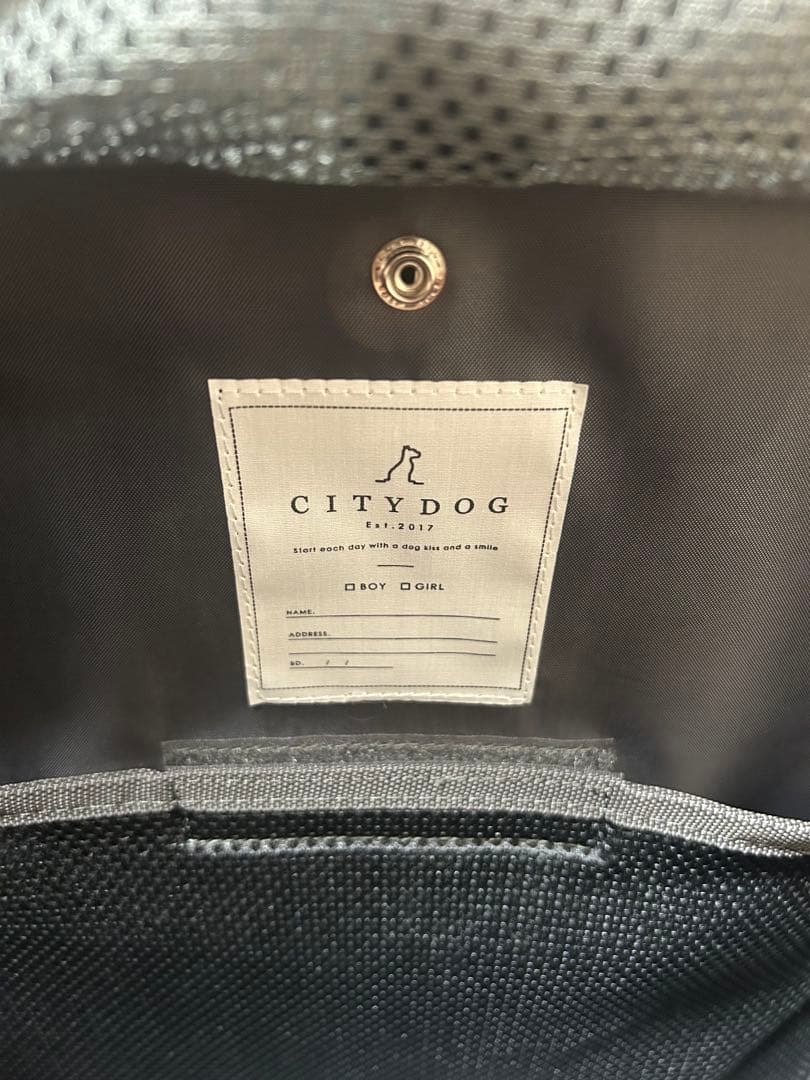 CITYDOG
Est.2017
Start each day with a dog kiss and a smile
☐ BOY ☐ GIRL
NAME.
ADDRESS.
BD. / /